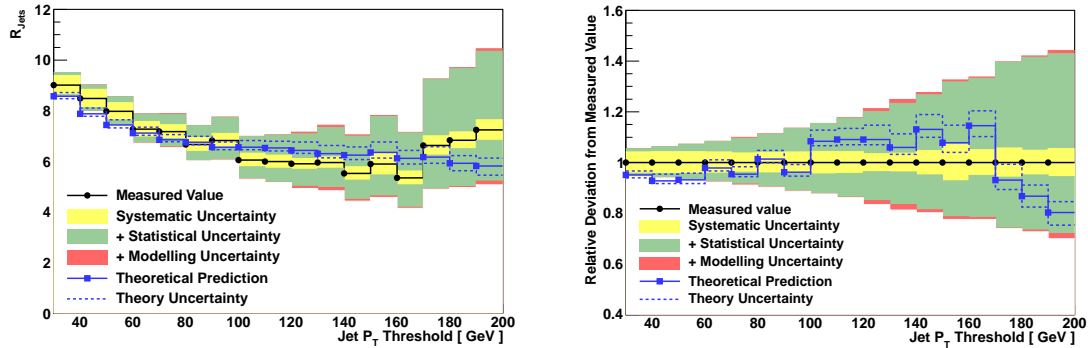 R_Jets
12
10
8
6
4
2
0
Measured Value
Systematic Uncertainty
+ Statistical Uncertainty
+ Modelling Uncertainty
Theoretical Prediction
Theory Uncertainty
40 60 80 100 120 140 160 180 200
Jet P_T Threshold [ GeV]
Relative Deviation from Measured Value
1.6
1.4
1.2
1
0.8
0.6
0.4
Measured value
Systematic Uncertainty
+ Statistical Uncertainty
+ Modelling Uncertainty
Theoretical Prediction
Theory Uncertainty
40 60 80 100 120 140 160 180 200
Jet P_T Threshold [ GeV]